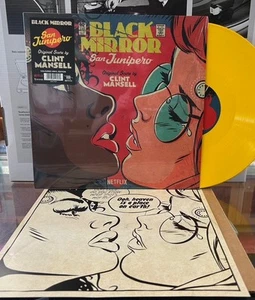 BLACK MIRROR
San Junipero
Original Score by
CLINT
MANSELL
BLACK
MIRROR
San Junipero
Original Score by
CLINT
MANSELL
NETFLIX
Ooh, heaven
is a place
on earth!